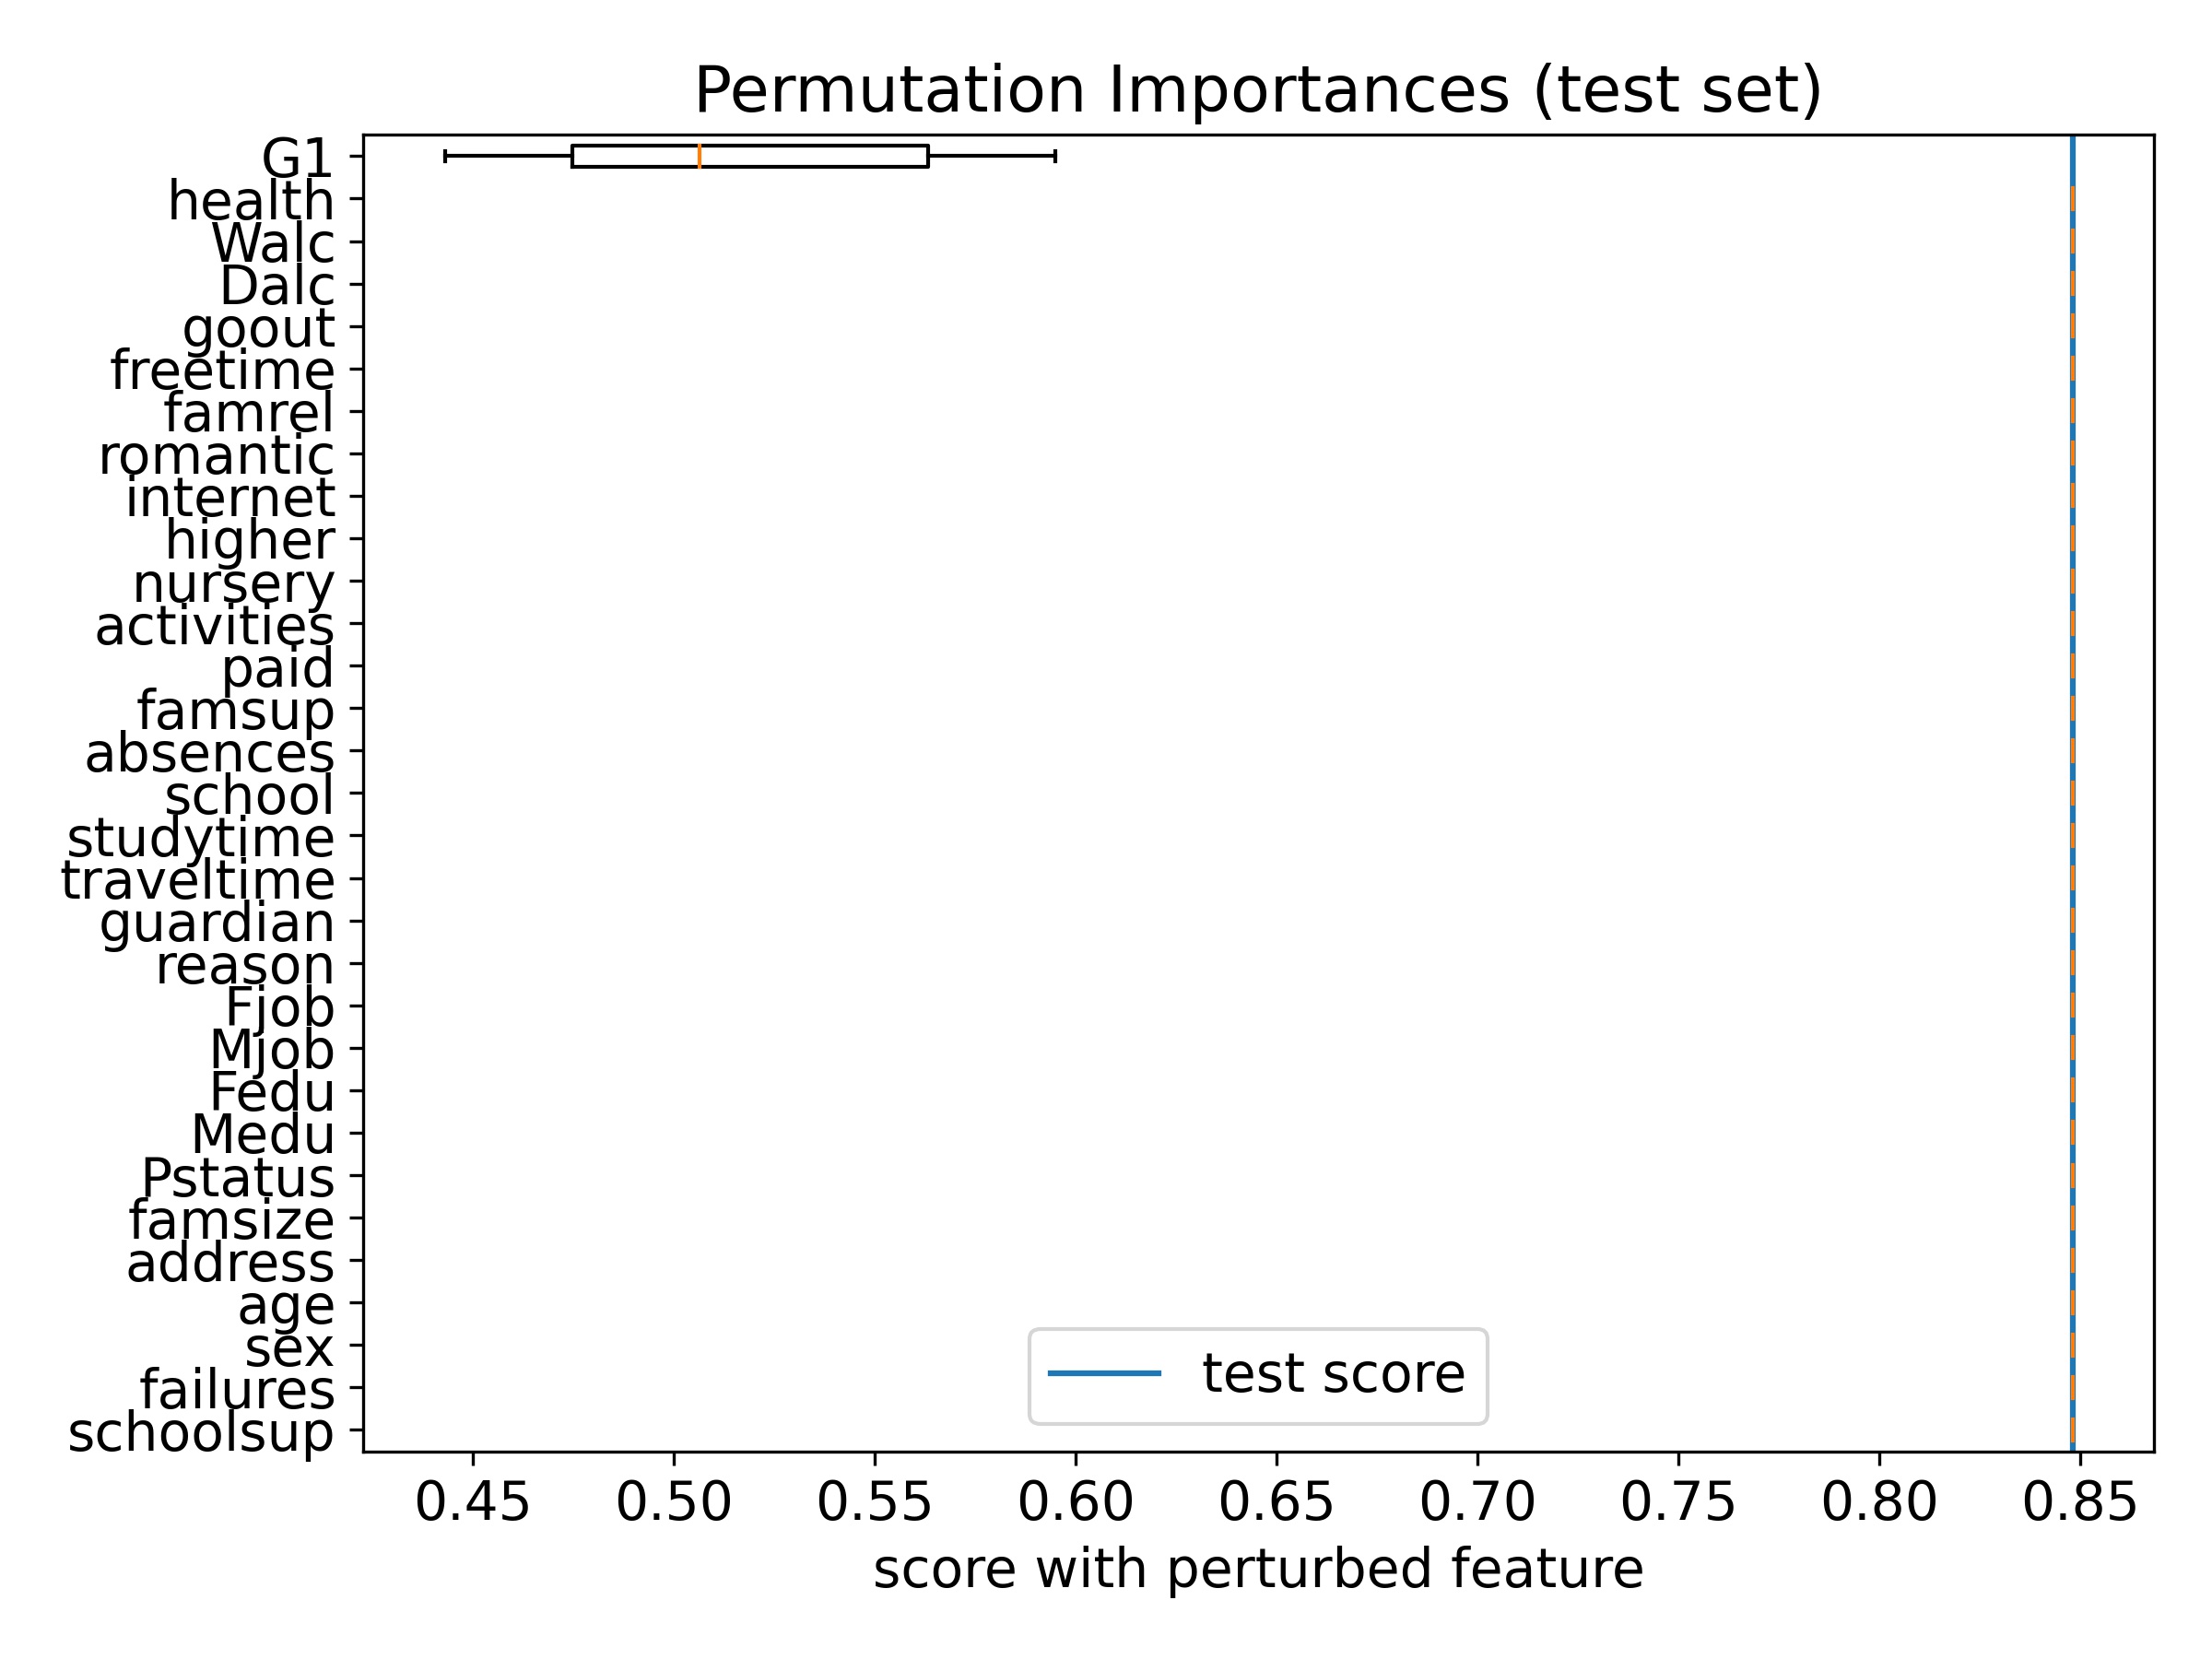 Permutation Importances (test set)
G1
health
Walc
Dalc
goout
freetime
famrel
romantic
internet
higher
nursery
activities
paid
famsup
absences
school
studytime
traveltime
guardian
reason
Fjob
Mjob
Fedu
Medu
Pstatus
famsize
address
age
sex
failures
schoolsup
test score
0.45 0.50 0.55 0.60 0.65 0.70 0.75 0.80 0.85
score with perturbed feature